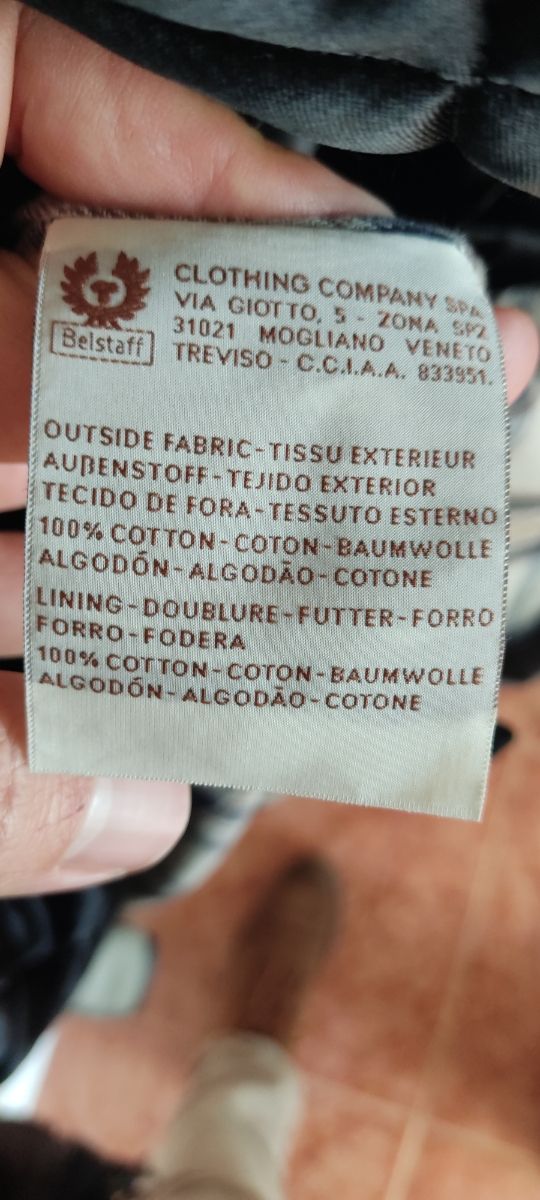 Belstaff
CLOTHING COMPANY SPA
VIA GIOTTO, 5 - ZONA SP2
31021 MOGLIANO VENETO
TREVISO - C.C.I.A.A. 833951.
OUTSIDE FABRIC-TISSU EXTERIEUR
AUßENSTOFF-TEJIDO EXTERIOR
TECIDO DE FORA-TESSUTO ESTERNO
100% COTTON-COTON-BAUMWOLLE
ALGODÓN-ALGODÃO-COTONE
LINING-DOUBLURE-FUTTER-FORRO
FORRO-FODERA
100% COTTON-COTON-BAUMWOLLE
ALGODÓN-ALGODÃO-COTONE